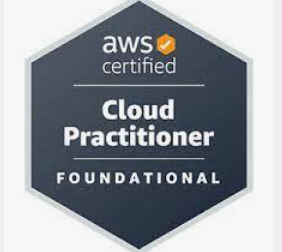 aws
certified
Cloud
Practitioner
FOUNDATIONAL